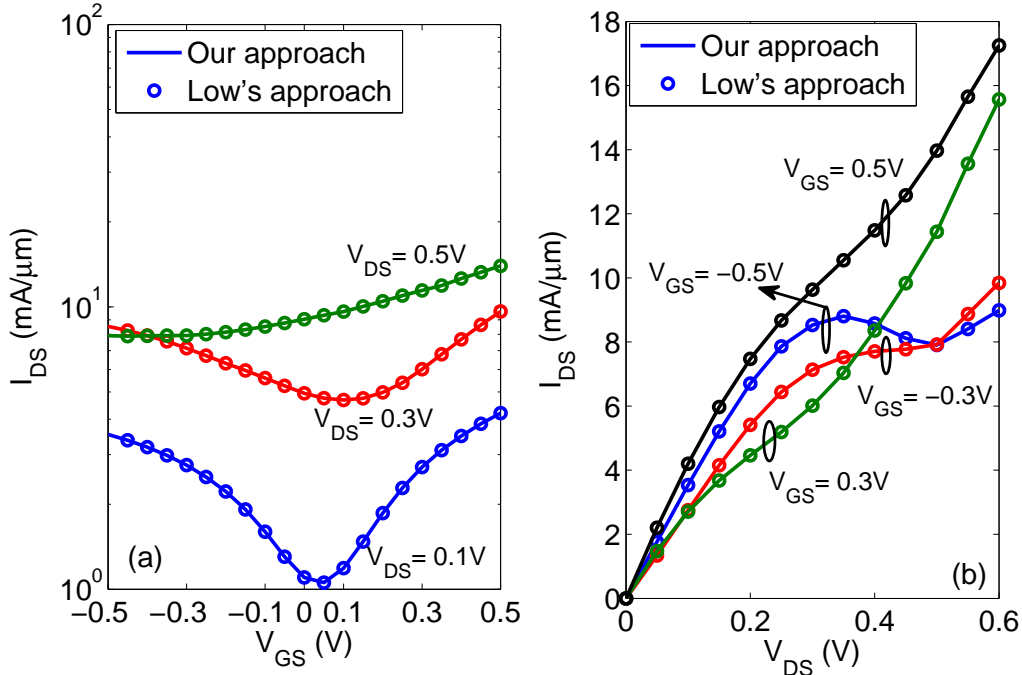 Our approach
Low's approach
10^2
10^1
10^0
I_DS (mA/μm)
V_DS= 0.5V
V_DS= 0.3V
V_DS= 0.1V
(a)
−0.5 −0.3 −0.1 0 0.1 0.3 0.5
V_GS (V)
Our approach
Low's approach
18
16
14
12
10
8
6
4
2
0
I_DS (mA/μm)
V_GS= 0.5V
V_GS= −0.5V
V_GS= −0.3V
V_GS= 0.3V
(b)
0 0.2 0.4 0.6
V_DS (V)